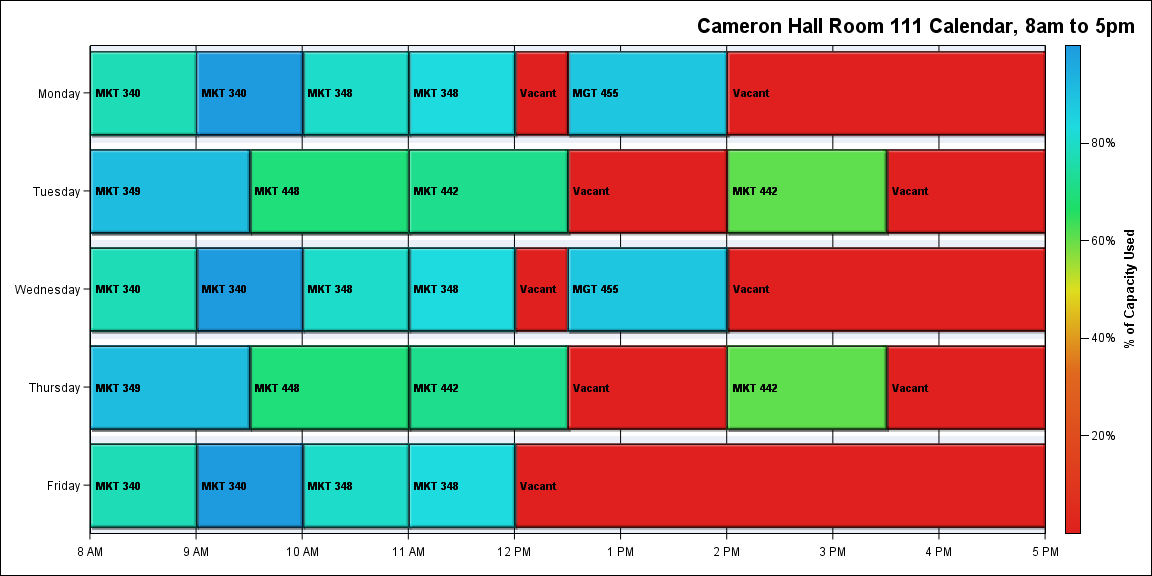 Cameron Hall Room 111 Calendar, 8am to 5pm
Monday MKT 340 MKT 340 MKT 348 MKT 348 Vacant MGT 455 Vacant
80%
Tuesday MKT 349 MKT 448 MKT 442 Vacant MKT 442 Vacant
60%
Wednesday MKT 340 MKT 340 MKT 348 MKT 348 Vacant MGT 455 Vacant
% of Capacity Used
40%
Thursday MKT 349 MKT 448 MKT 442 Vacant MKT 442 Vacant
20%
Friday MKT 340 MKT 340 MKT 348 MKT 348 Vacant
8 AM 9 AM 10 AM 11 AM 12 PM 1 PM 2 PM 3 PM 4 PM 5 PM